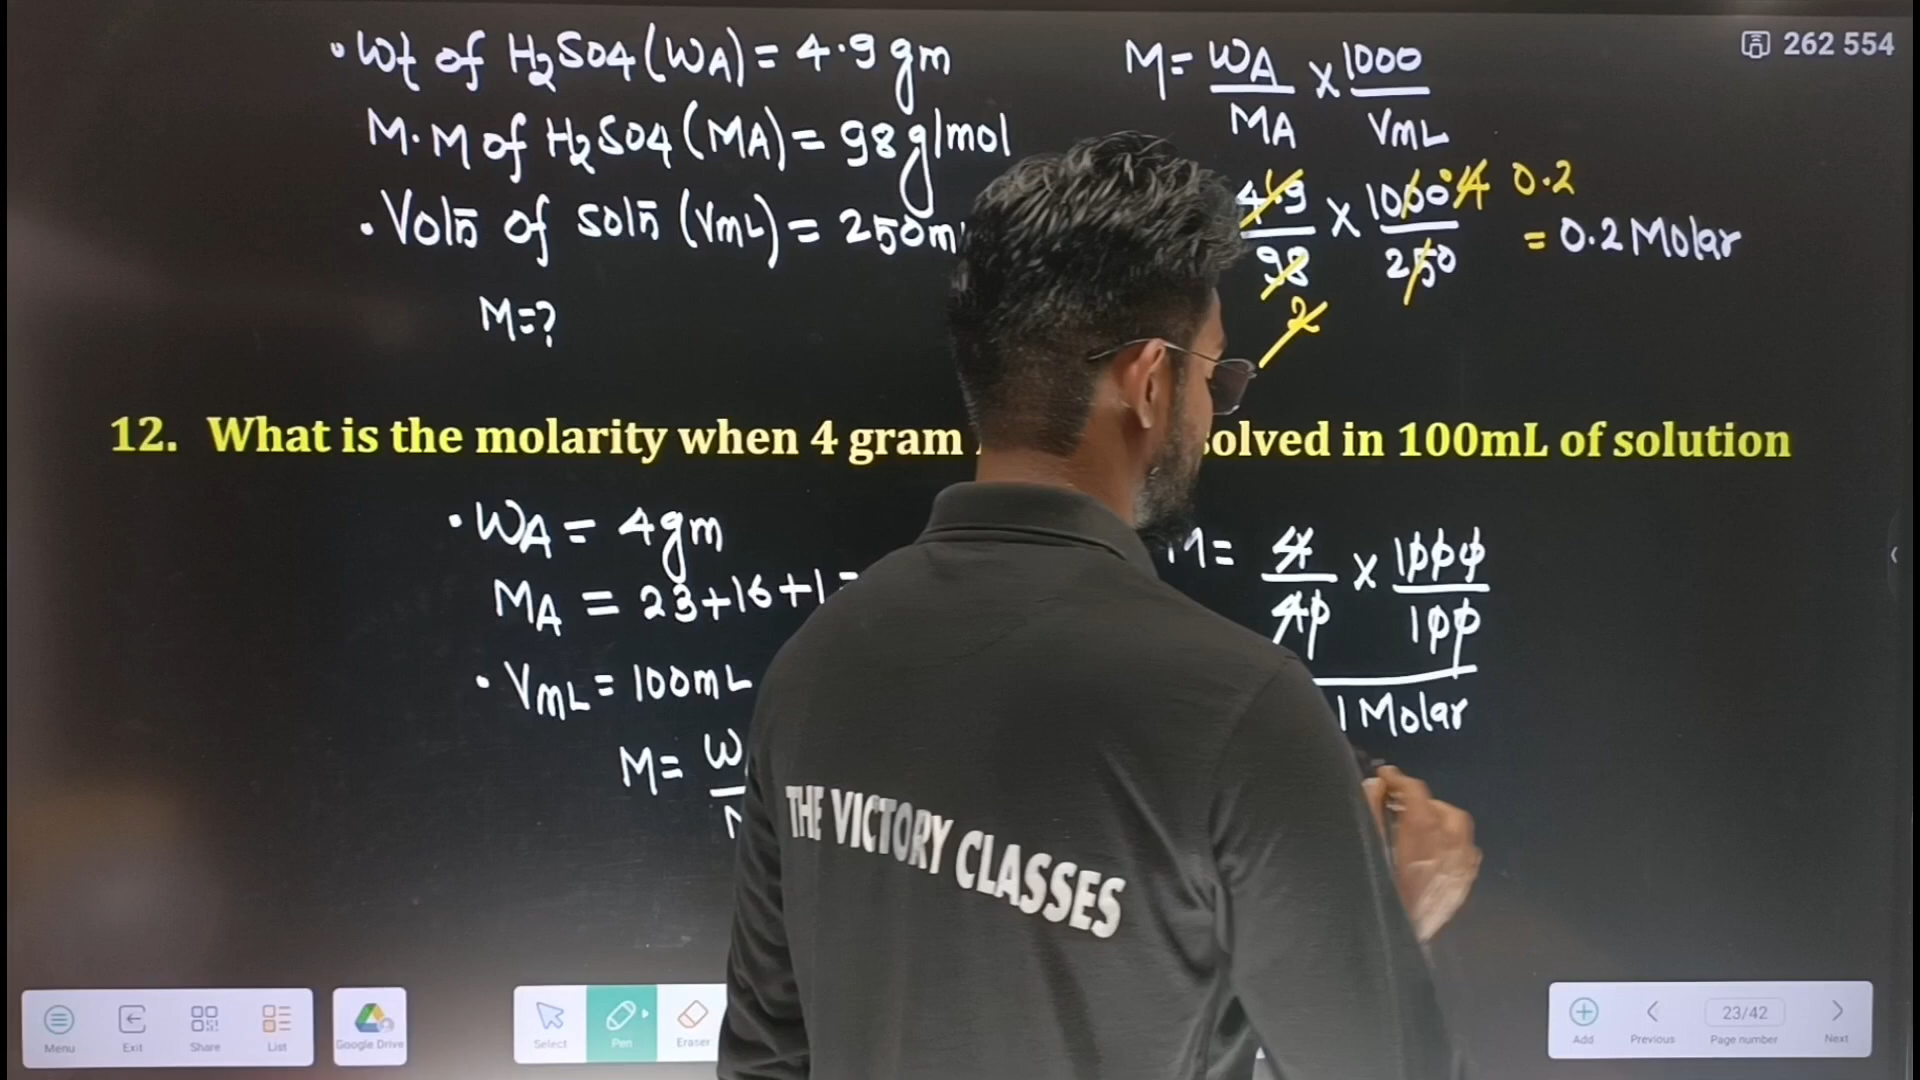 • Wt of H2SO4 (WA) = 4.9 gm
M.M of H2SO4 (MA) = 98 g/mol
• Voln̄ of soln̄ (VmL) = 250m
M=?
M = WA/MA × 1000/VmL
262 554
4.9/98 × 1000/250 4 0.2
2
= 0.2 Molar
12. What is the molarity when 4 gram solved in 100mL of solution
• WA = 4gm
MA = 23+16+1=
• VmL = 100mL
M = W
M = 4/40 × 1000/100
1 Molar
THE VICTORY CLASSES
Menu Exit Share List Google Drive Select Pen Eraser Add Previous 23/42 Page number Next